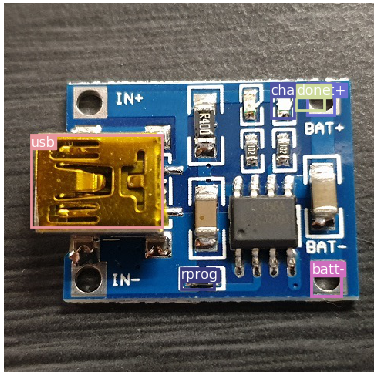 IN+
R400
cha
done
t+
BAT+
usb
BAT-
batt-
rprog
IN-